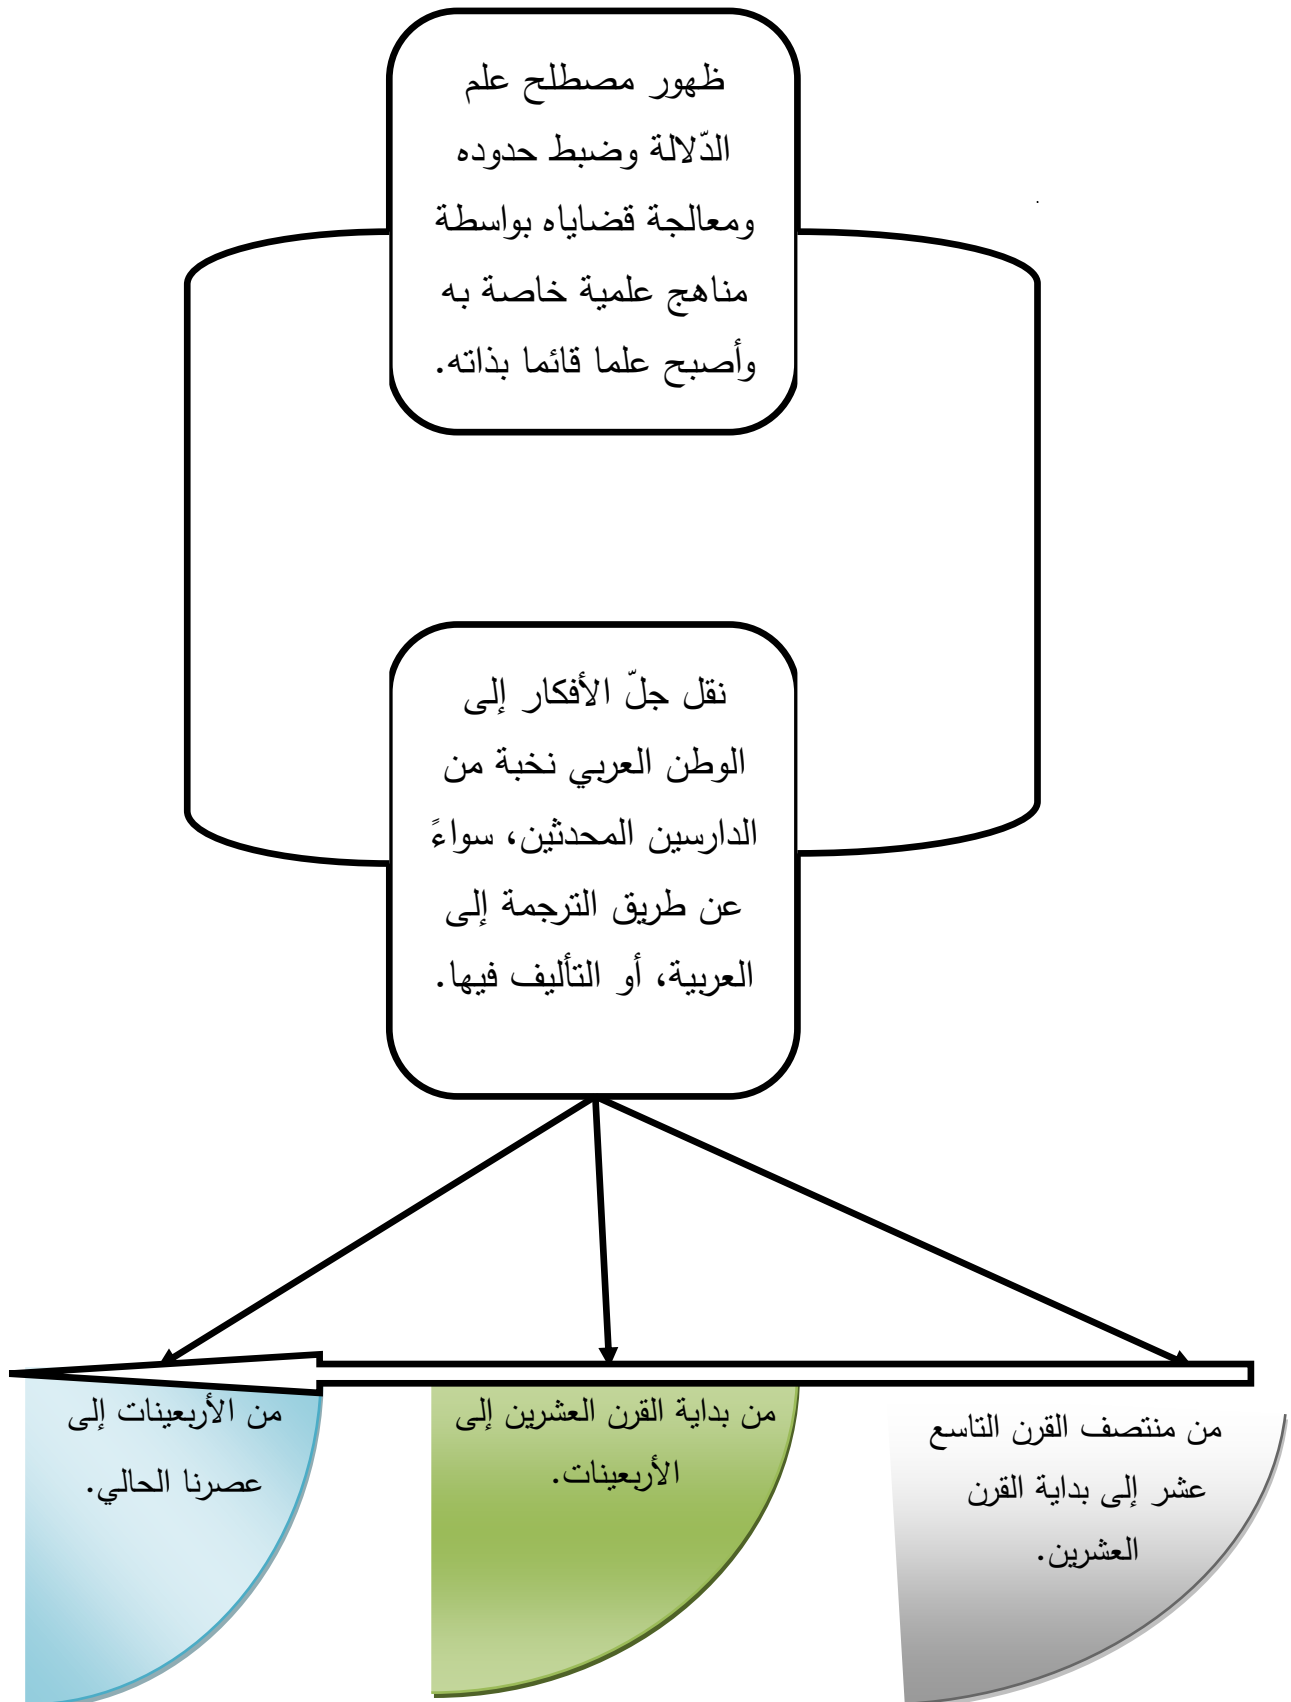 ظهور مصطلح علم
الدّلالة وضبط حدوده
ومعالجة قضاياه بواسطة
مناهج علمية خاصة به
وأصبح علما قائما بذاته.
نقل جلّ الأفكار إلى
الوطن العربي نخبة من
الدارسين المحدثين، سواءً
عن طريق الترجمة إلى
العربية، أو التأليف فيها.
من منتصف القرن التاسع
عشر إلى بداية القرن
العشرين.
من بداية القرن العشرين إلى
الأربعينات.
من الأربعينات إلى
عصرنا الحالي.